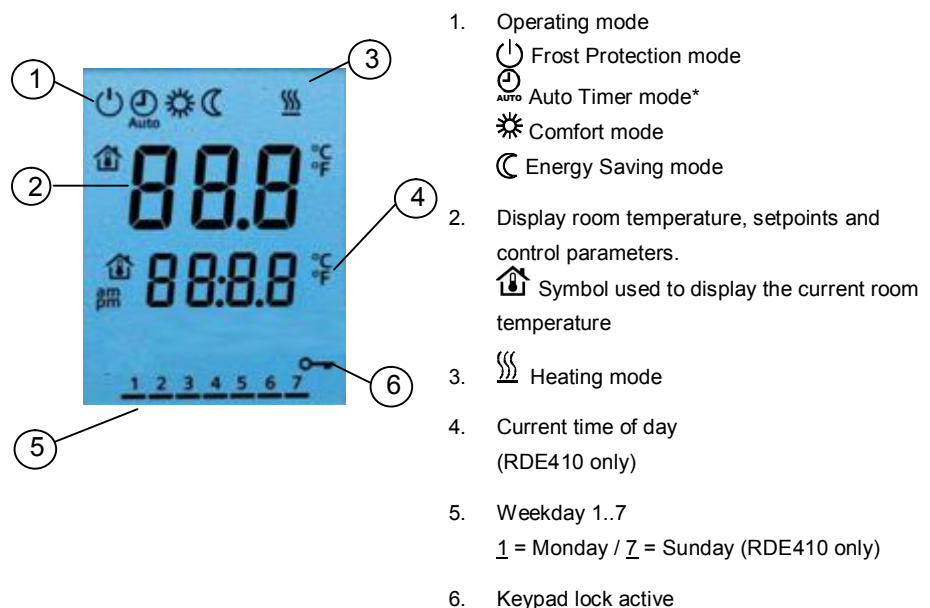 1
2
3
4
5
6
Auto
88.8
°C
°F
88:8.8
°C
°F
am
pm
1 2 3 4 5 6 7
1. Operating mode
Frost Protection mode
AUTO Auto Timer mode*
Comfort mode
Energy Saving mode
2. Display room temperature, setpoints and
control parameters.
Symbol used to display the current room
temperature
3. Heating mode
4. Current time of day
(RDE410 only)
5. Weekday 1..7
1 = Monday / 7 = Sunday (RDE410 only)
6. Keypad lock active